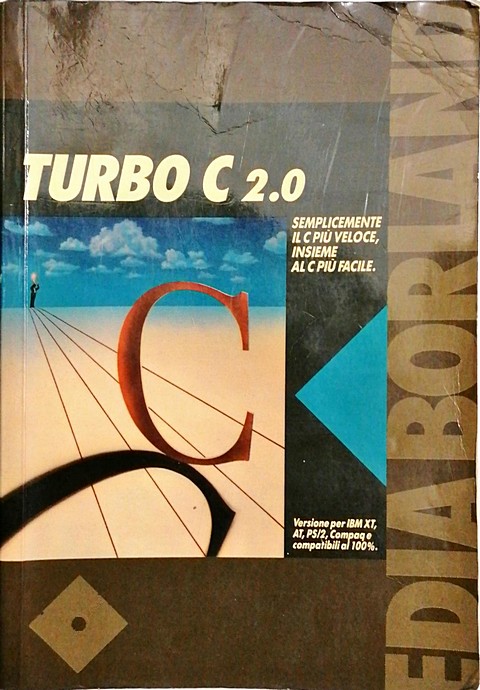 TURBO C 2.0
SEMPLICEMENTE
IL C PIÙ VELOCE,
INSIEME
AL C PIÙ FACILE.
C
Versione per IBM XT,
AT, PS/2, Compaq e
compatibili al 100%.
EDIA BORLAND